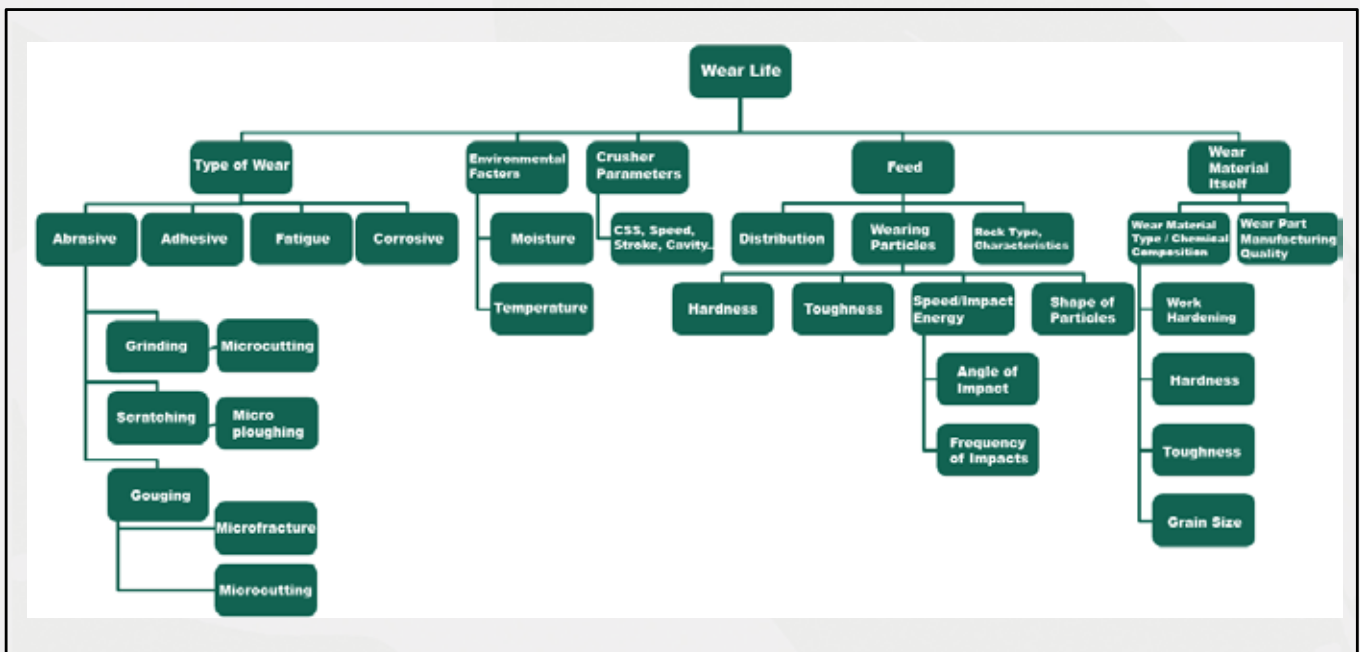 Wear Life
Type of Wear
Environmental
Factors
Crusher
Parameters
Feed
Wear
Material
Itself
Abrasive
Adhesive
Fatigue
Corrosive
Moisture
CSS, Speed,
Stroke, Cavity..
Distribution
Wearing
Particles
Rock Type,
Characteristics
Wear Material
Type / Chemical
Composition
Wear Part
Manufacturing
Quality
Temperature
Hardness
Toughness
Speed/Impact
Energy
Shape of
Particles
Work
Hardening
Grinding
Microcutting
Angle of
Impact
Hardness
Scratching
Micro
ploughing
Frequency
of Impacts
Toughness
Gouging
Microfracture
Grain Size
Microcutting